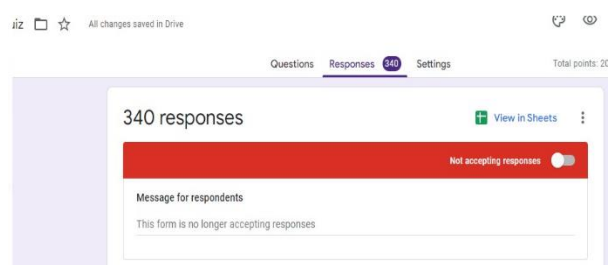 All changes saved in Drive
Questions Responses 340 Settings Total points: 20
340 responses View in Sheets
Not accepting responses
Message for respondents
This form is no longer accepting responses